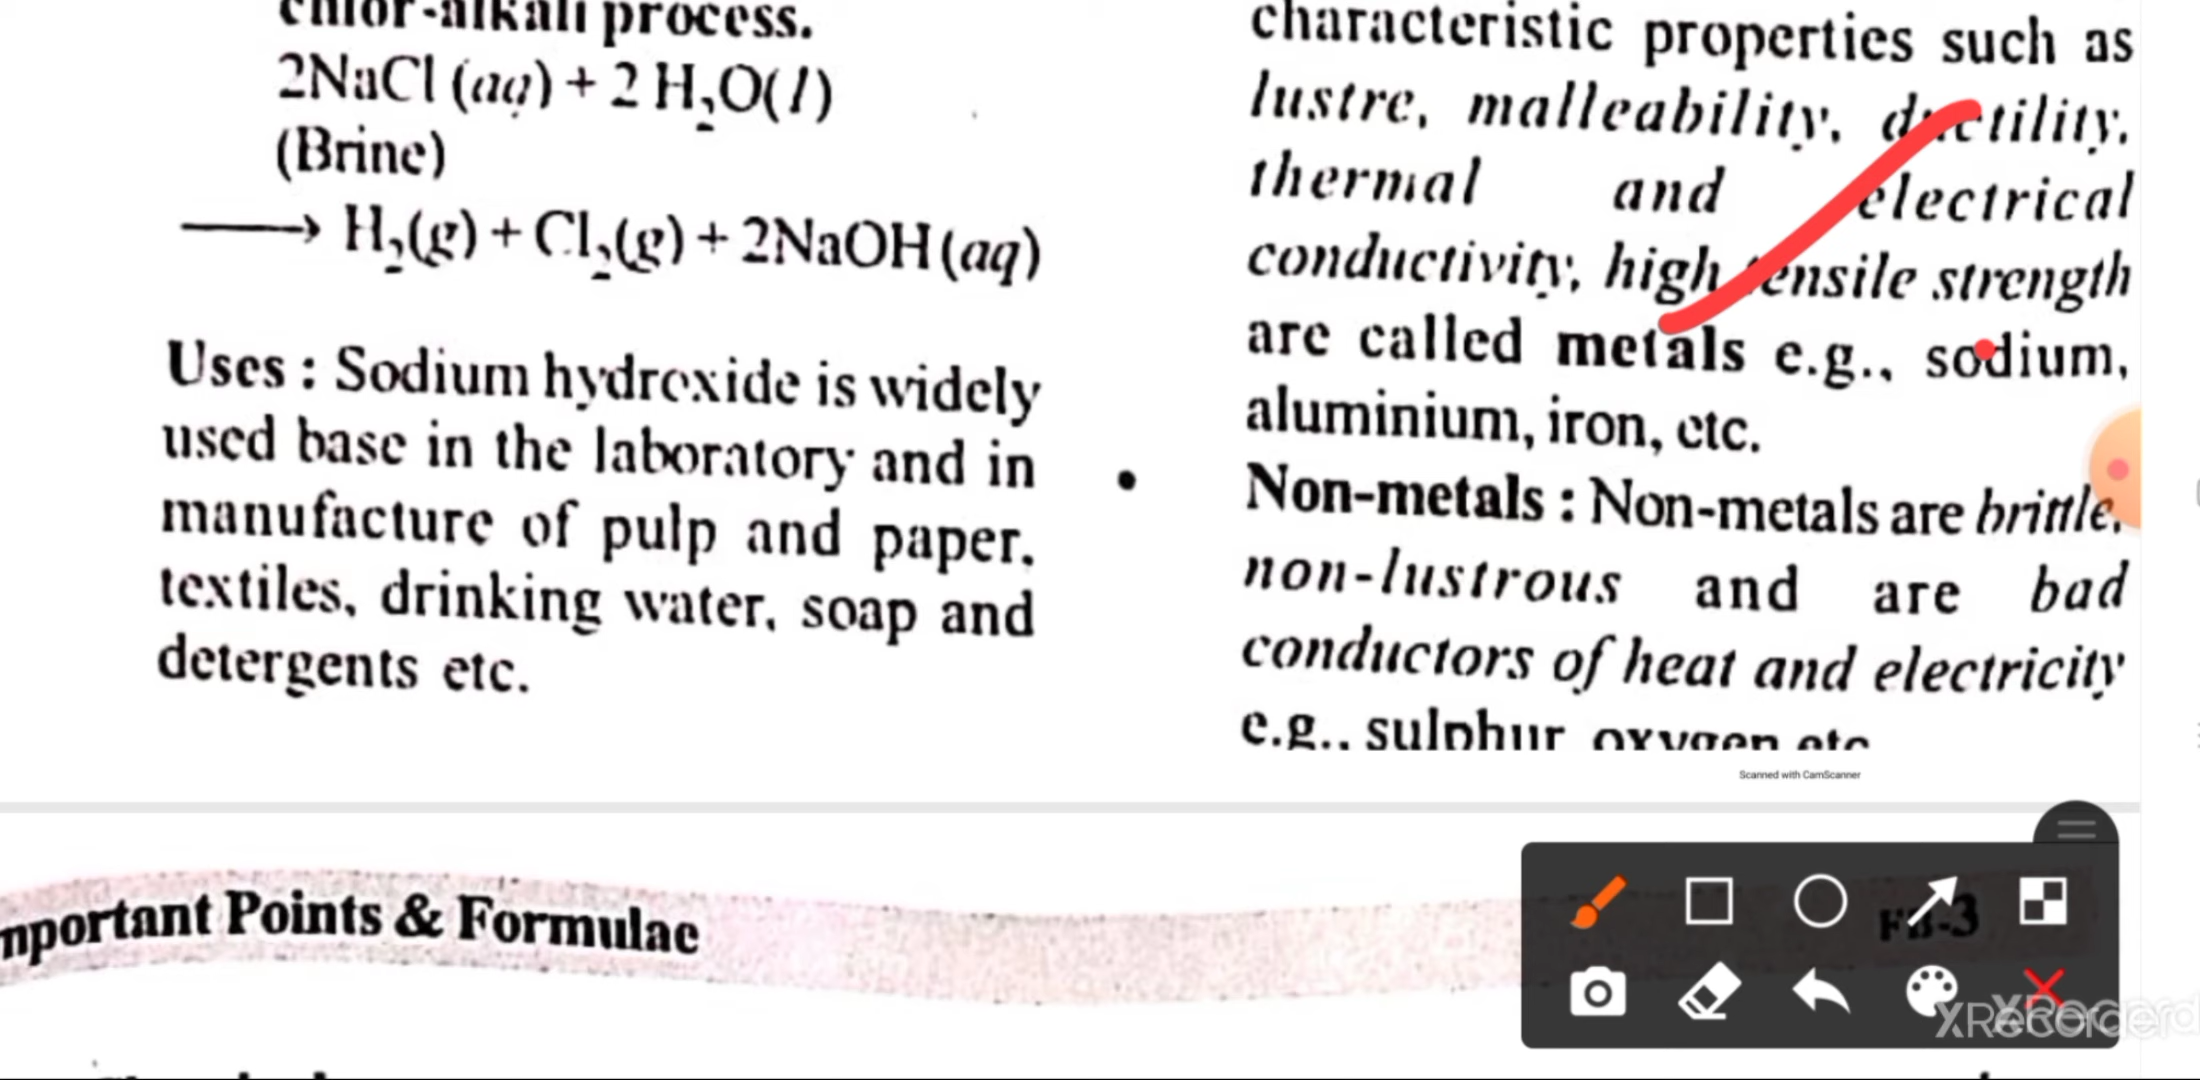 chlor-alkali process.
2NaCl (aq) + 2 H₂O(l)
(Brine)
⟶ H₂(g) + Cl₂(g) + 2NaOH (aq)
Uses : Sodium hydroxide is widely
used base in the laboratory and in
manufacture of pulp and paper,
textiles, drinking water, soap and
detergents etc.
characteristic properties such as
lustre, malleability, ductility,
thermal and electrical
conductivity, high tensile strength
are called metals e.g., sodium,
aluminium, iron, etc.
• Non-metals : Non-metals are brittle,
non-lustrous and are bad
conductors of heat and electricity
e.g., sulphur oxygen etc
Scanned with CamScanner
mportant Points & Formulae
FB-3
XRecorder